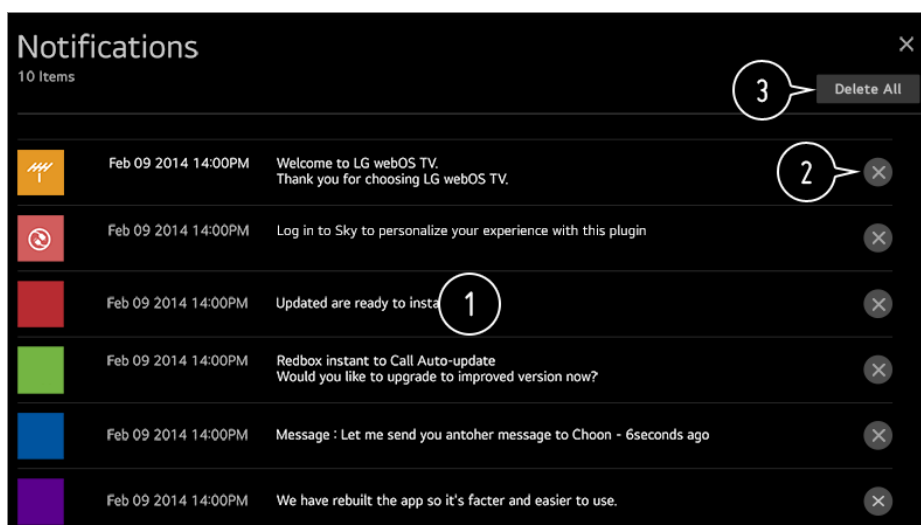 Notifications
10 Items
3
Delete All
Feb 09 2014 14:00PM
Welcome to LG webOS TV.
Thank you for choosing LG webOS TV.
2
Feb 09 2014 14:00PM
Log in to Sky to personalize your experience with this plugin
Feb 09 2014 14:00PM
Updated are ready to insta
1
Feb 09 2014 14:00PM
Redbox instant to Call Auto-update
Would you like to upgrade to improved version now?
Feb 09 2014 14:00PM
Message : Let me send you antoher message to Choon - 6seconds ago
Feb 09 2014 14:00PM
We have rebuilt the app so it's facter and easier to use.